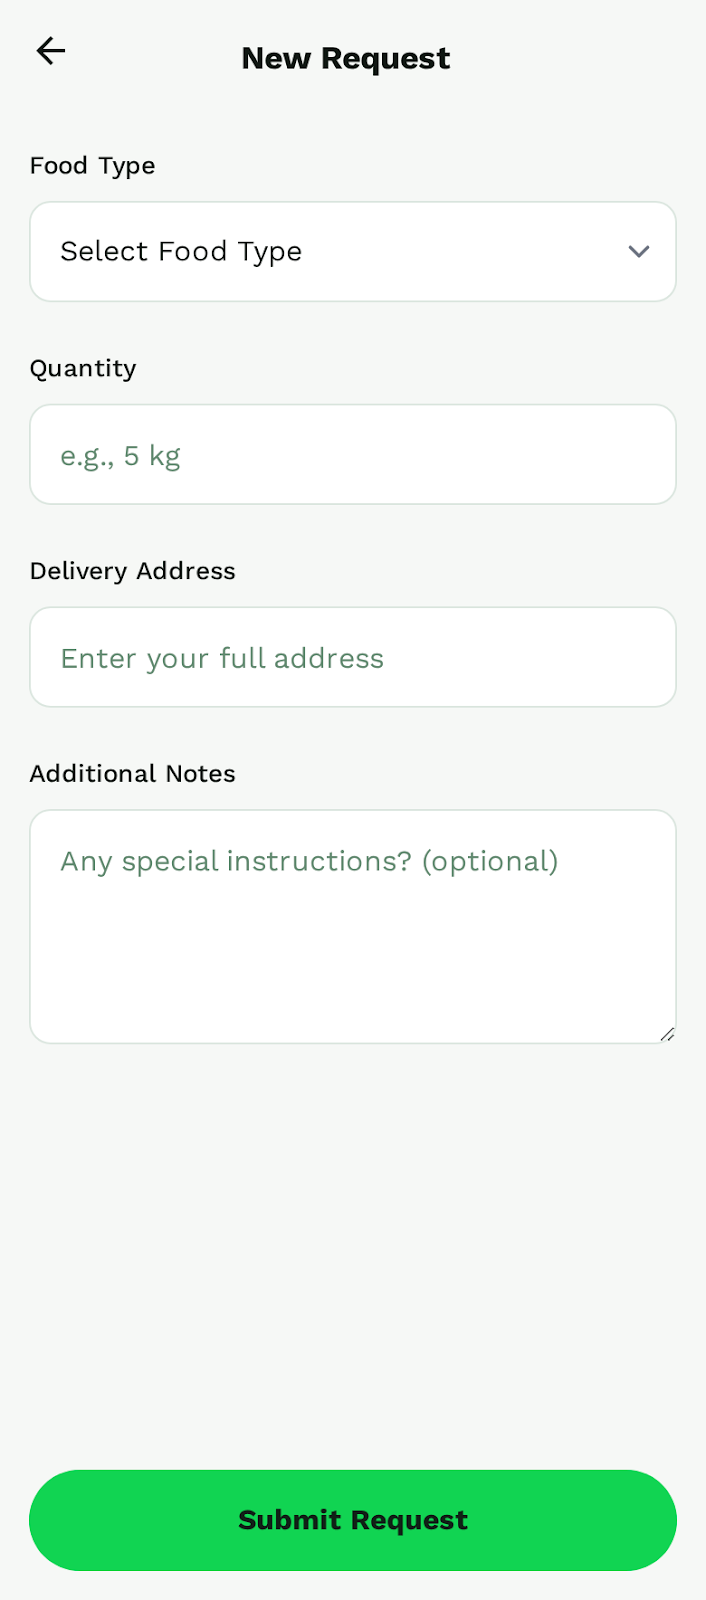 New Request
Food Type
Select Food Type
Quantity
e.g., 5 kg
Delivery Address
Enter your full address
Additional Notes
Any special instructions? (optional)
Submit Request